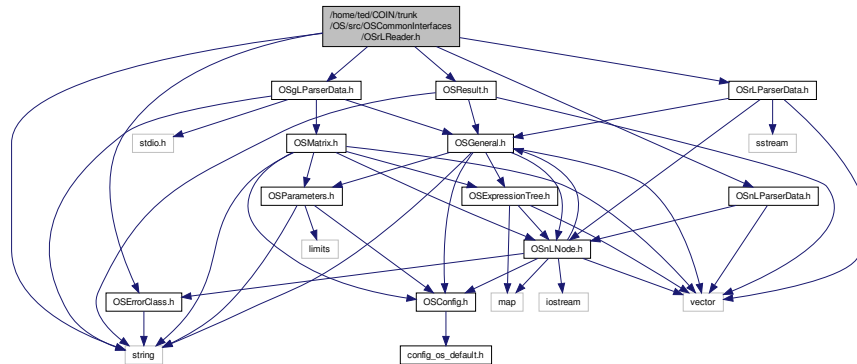 /home/ted/COIN/trunk
/OS/src/OSCommonInterfaces
/OSrLReader.h
OSgLParserData.h
OSResult.h
OSrLParserData.h
stdio.h
OSMatrix.h
OSGeneral.h
sstream
OSParameters.h
OSExpressionTree.h
OSnLParserData.h
limits
OSnLNode.h
OSErrorClass.h
OSConfig.h
map
iostream
vector
string
config_os_default.h